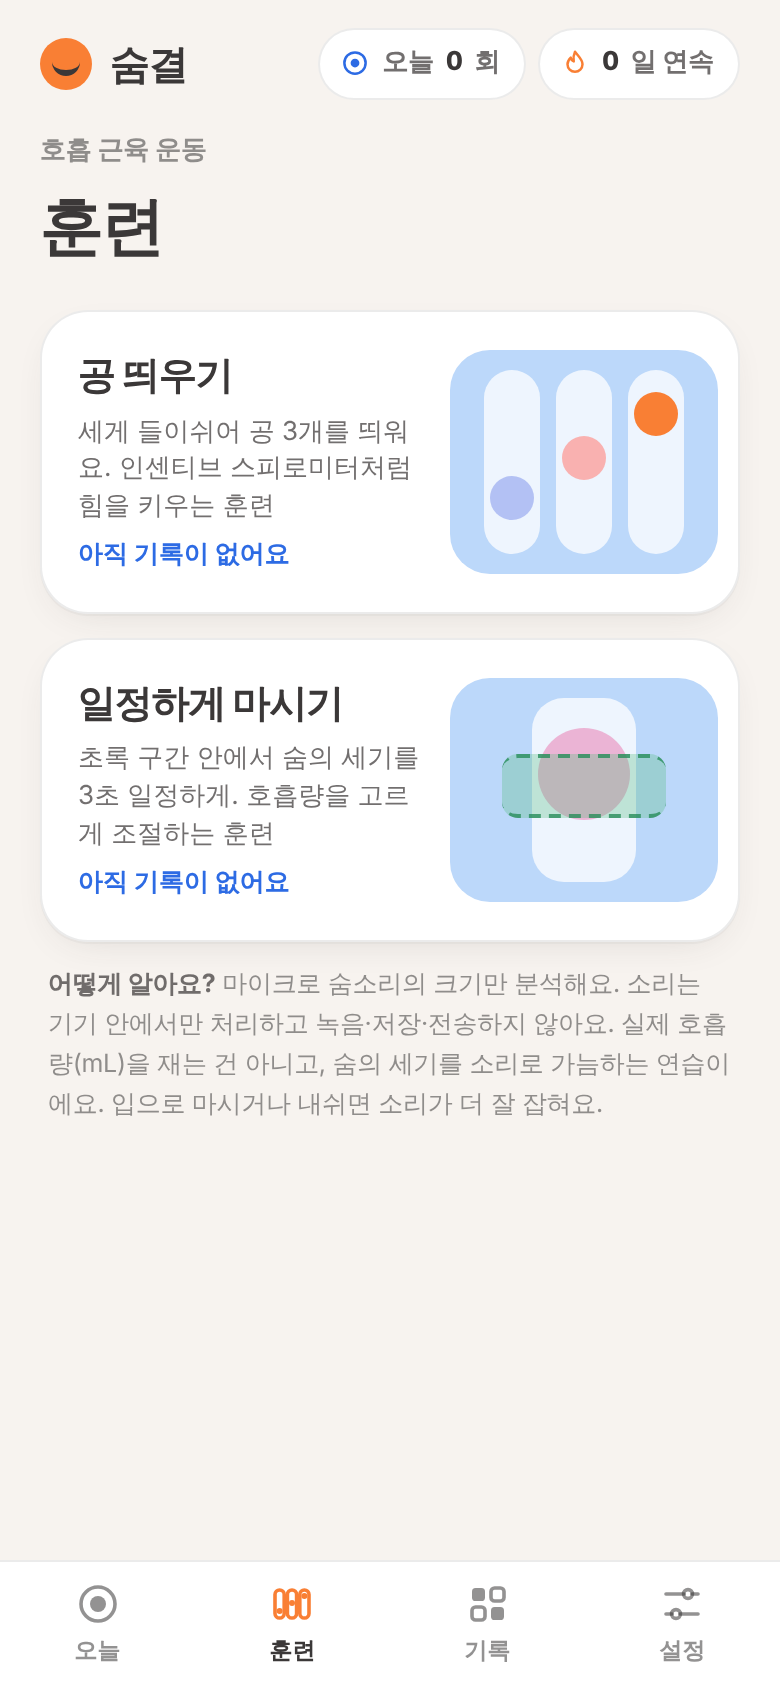 숨결
오늘 0 회
0 일 연속
호흡 근육 운동
훈련
공 띄우기
세게 들이쉬어 공 3개를 띄워
요. 인센티브 스피로미터처럼
힘을 키우는 훈련
아직 기록이 없어요
일정하게 마시기
초록 구간 안에서 숨의 세기를
3초 일정하게. 호흡량을 고르
게 조절하는 훈련
아직 기록이 없어요
어떻게 알아요? 마이크로 숨소리의 크기만 분석해요. 소리는
기기 안에서만 처리하고 녹음·저장·전송하지 않아요. 실제 호흡
량(mL)을 재는 건 아니고, 숨의 세기를 소리로 가늠하는 연습이
에요. 입으로 마시거나 내쉬면 소리가 더 잘 잡혀요.
오늘
훈련
기록
설정